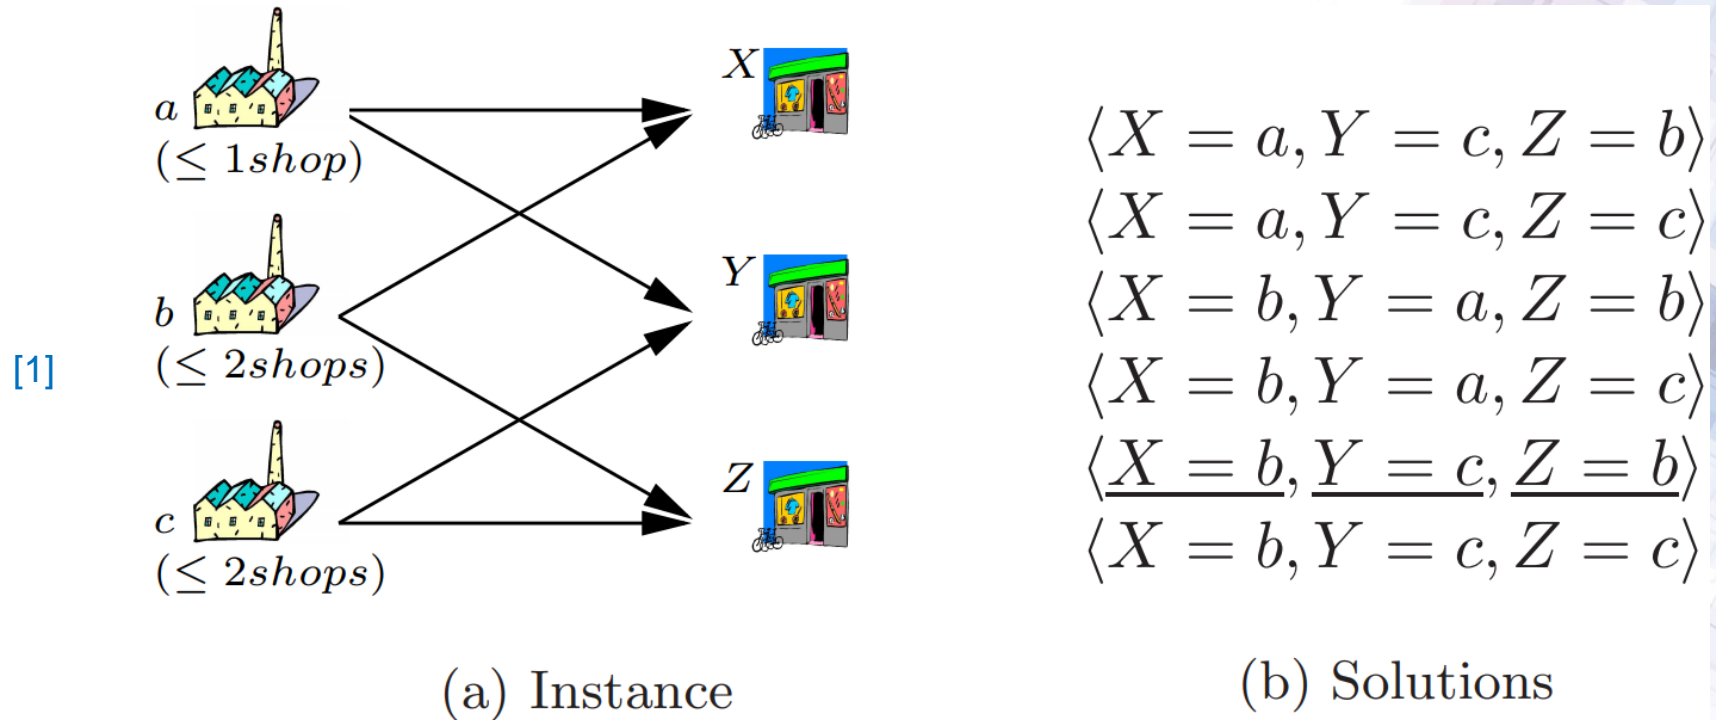 [1]
a
(≤ 1shop)
b
(≤ 2shops)
c
(≤ 2shops)
X
Y
Z
(a) Instance
⟨X = a, Y = c, Z = b⟩
⟨X = a, Y = c, Z = c⟩
⟨X = b, Y = a, Z = b⟩
⟨X = b, Y = a, Z = c⟩
⟨X = b, Y = c, Z = b⟩
⟨X = b, Y = c, Z = c⟩
(b) Solutions